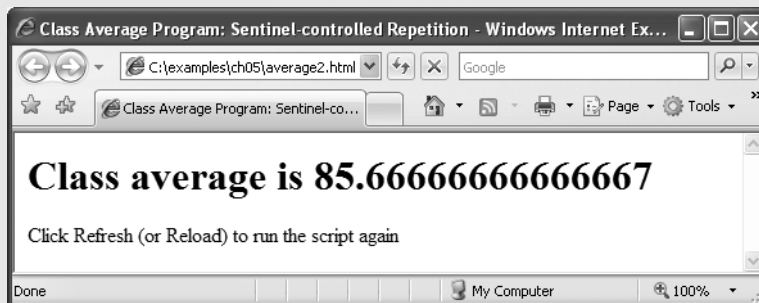 Class Average Program: Sentinel-controlled Repetition - Windows Internet Ex...
C:\examples\ch05\average2.html
Google
Class Average Program: Sentinel-co...
Page
Tools
»
Class average is 85.66666666666667
Click Refresh (or Reload) to run the script again
Done
My Computer
100%